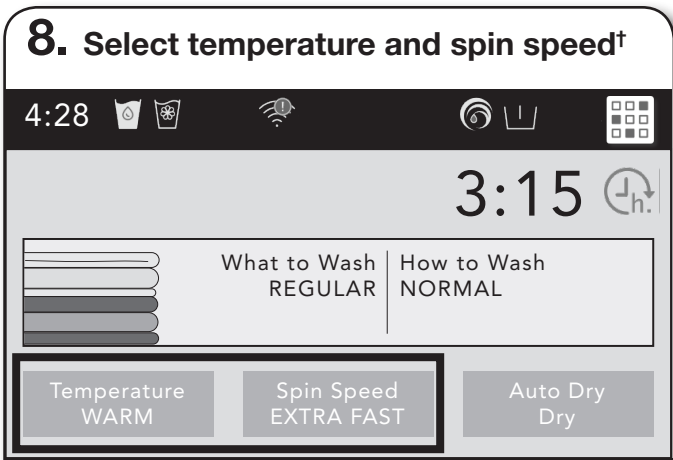 8. Select temperature and spin speed†
4:28
3:15 h.
What to Wash
REGULAR
How to Wash
NORMAL
Temperature
WARM
Spin Speed
EXTRA FAST
Auto Dry
Dry